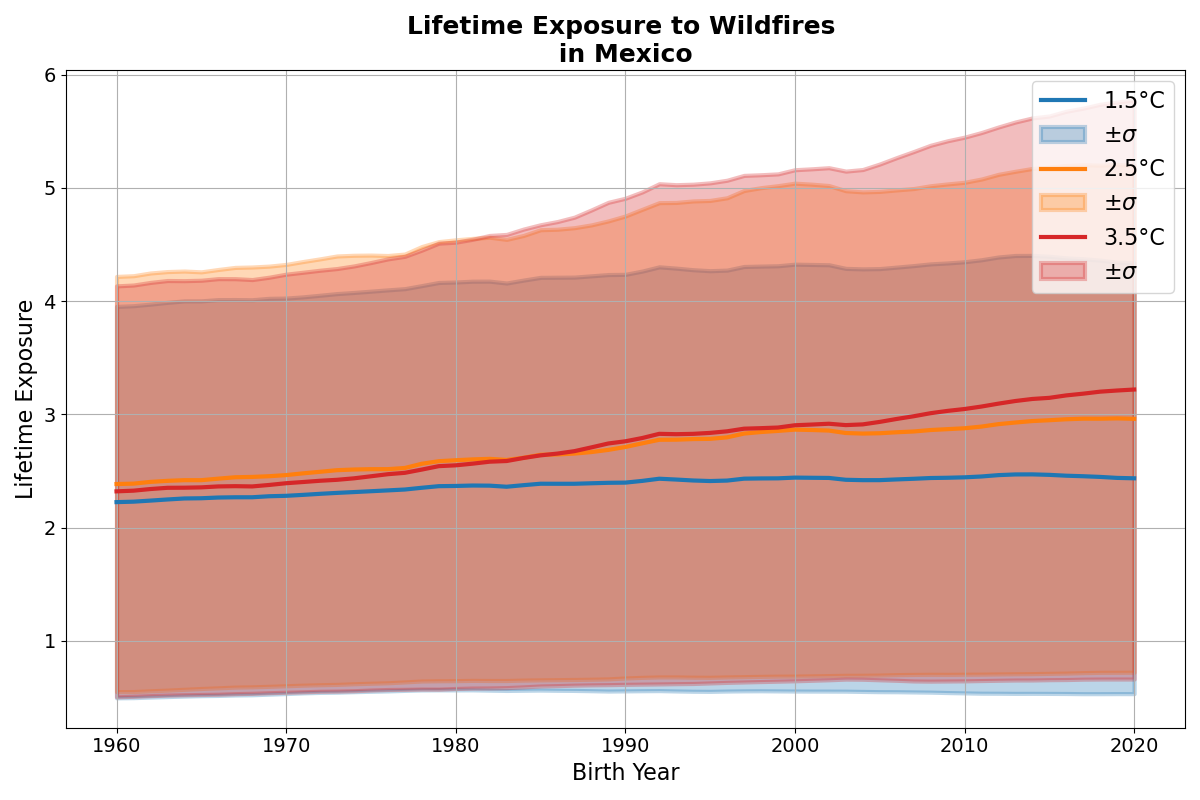 Lifetime Exposure to Wildfires
in Mexico
Lifetime Exposure
6
5
4
3
2
1
1960 1970 1980 1990 2000 2010 2020
Birth Year
1.5°C
±σ
2.5°C
±σ
3.5°C
±σ